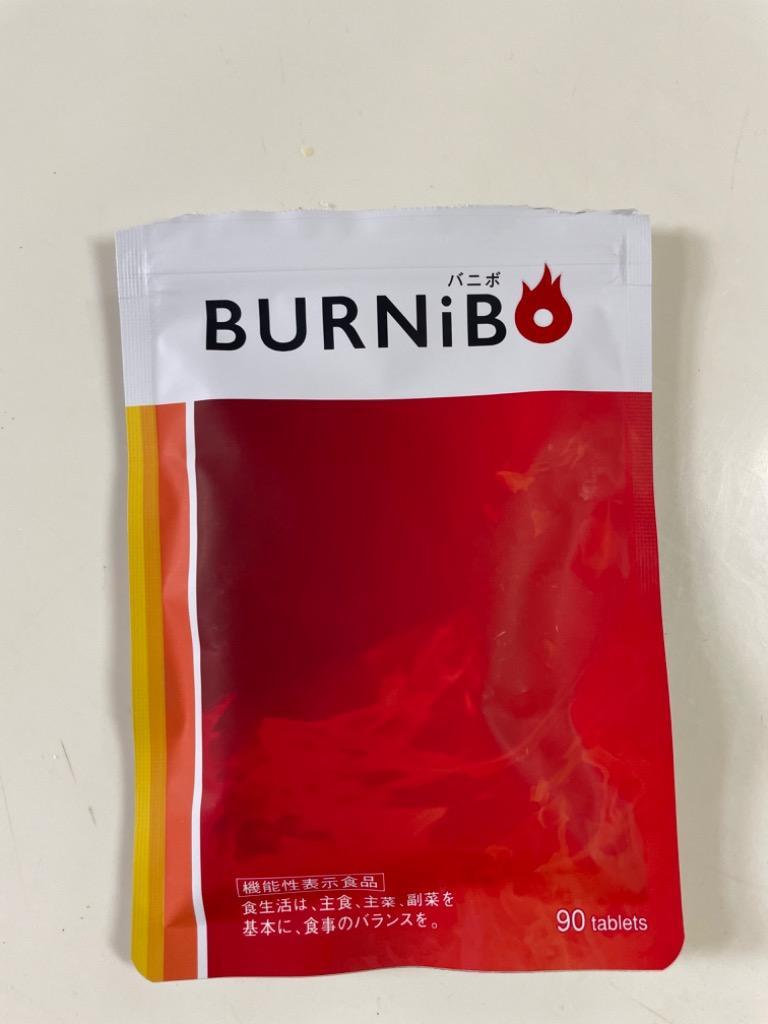 バニボ
BURNiBO
機能性表示食品
食生活は、主食、主菜、副菜を
基本に、食事のバランスを。
90 tablets